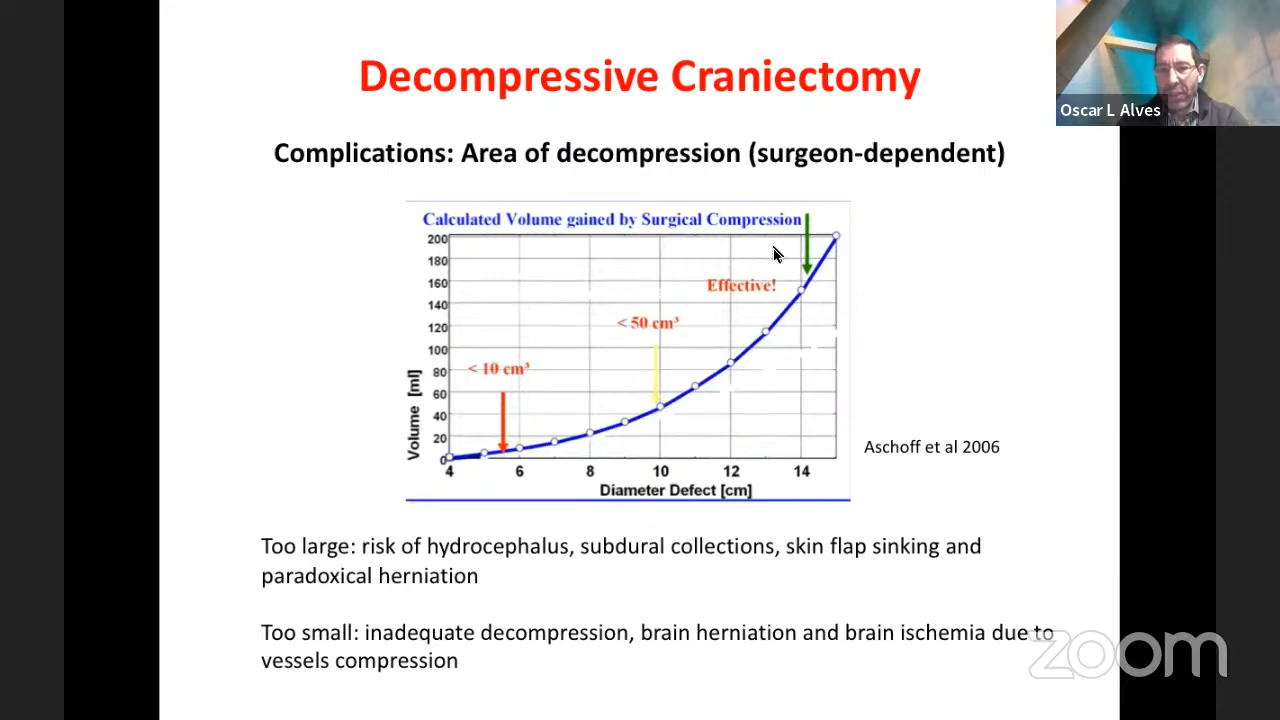 Decompressive Craniectomy
Oscar L Alves
Complications: Area of decompression (surgeon-dependent)
Calculated Volume gained by Surgical Compression
200
180
160
140
120
100
80
60
40
20
0
Volume [ml]
Effective!
< 50 cm³
< 10 cm³
4 6 8 10 12 14
Diameter Defect [cm]
Aschoff et al 2006
Too large: risk of hydrocephalus, subdural collections, skin flap sinking and
paradoxical herniation
Too small: inadequate decompression, brain herniation and brain ischemia due to
vessels compression
zoom